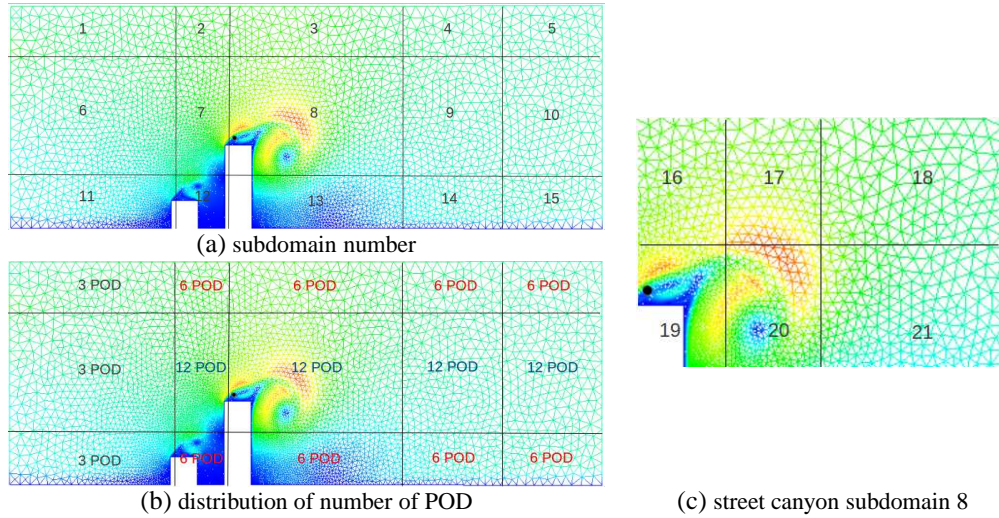 1 2 3 4 5
6 7 8 9 10
11 12 13 14 15
(a) subdomain number
3 POD 6 POD 6 POD 6 POD 6 POD
3 POD 12 POD 12 POD 12 POD 12 POD
3 POD 6 POD 6 POD 6 POD 6 POD
(b) distribution of number of POD
16 17 18
19 20 21
(c) street canyon subdomain 8